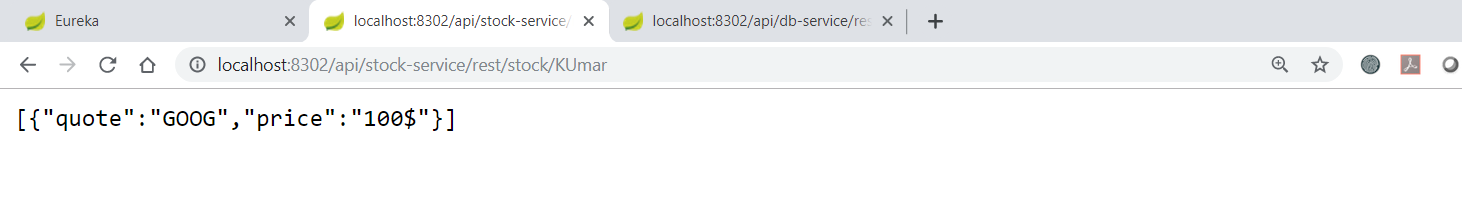 Eureka
localhost:8302/api/stock-service/
localhost:8302/api/db-service/res
localhost:8302/api/stock-service/rest/stock/KUmar
[{"quote":"GOOG","price":"100$"}]